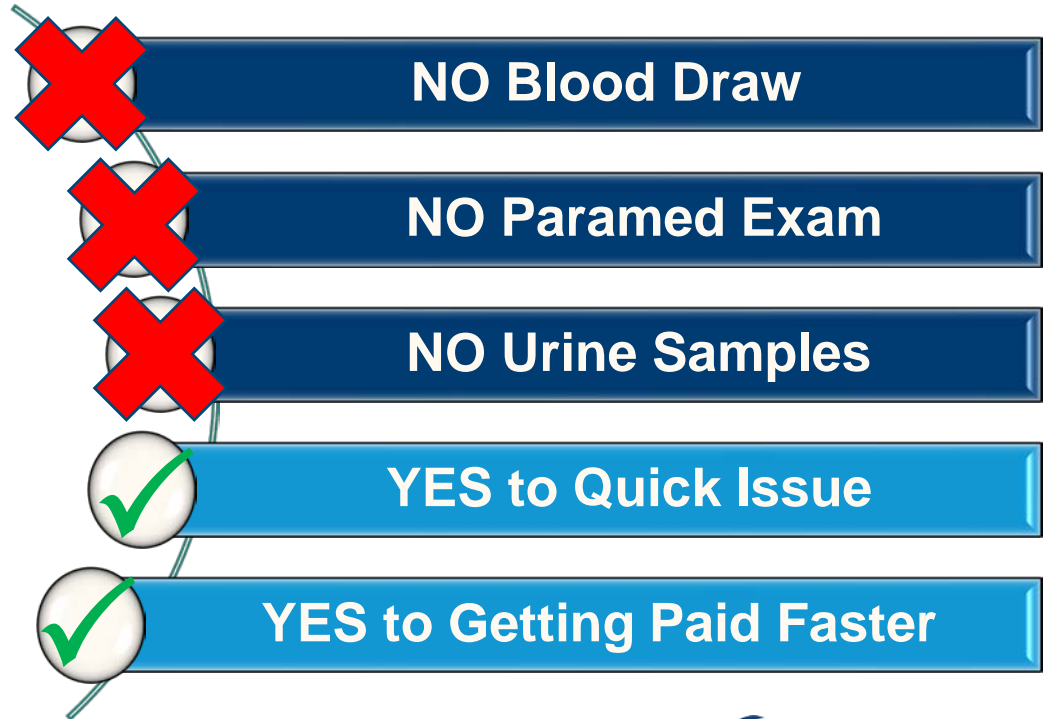 NO Blood Draw
NO Paramed Exam
NO Urine Samples
YES to Quick Issue
YES to Getting Paid Faster